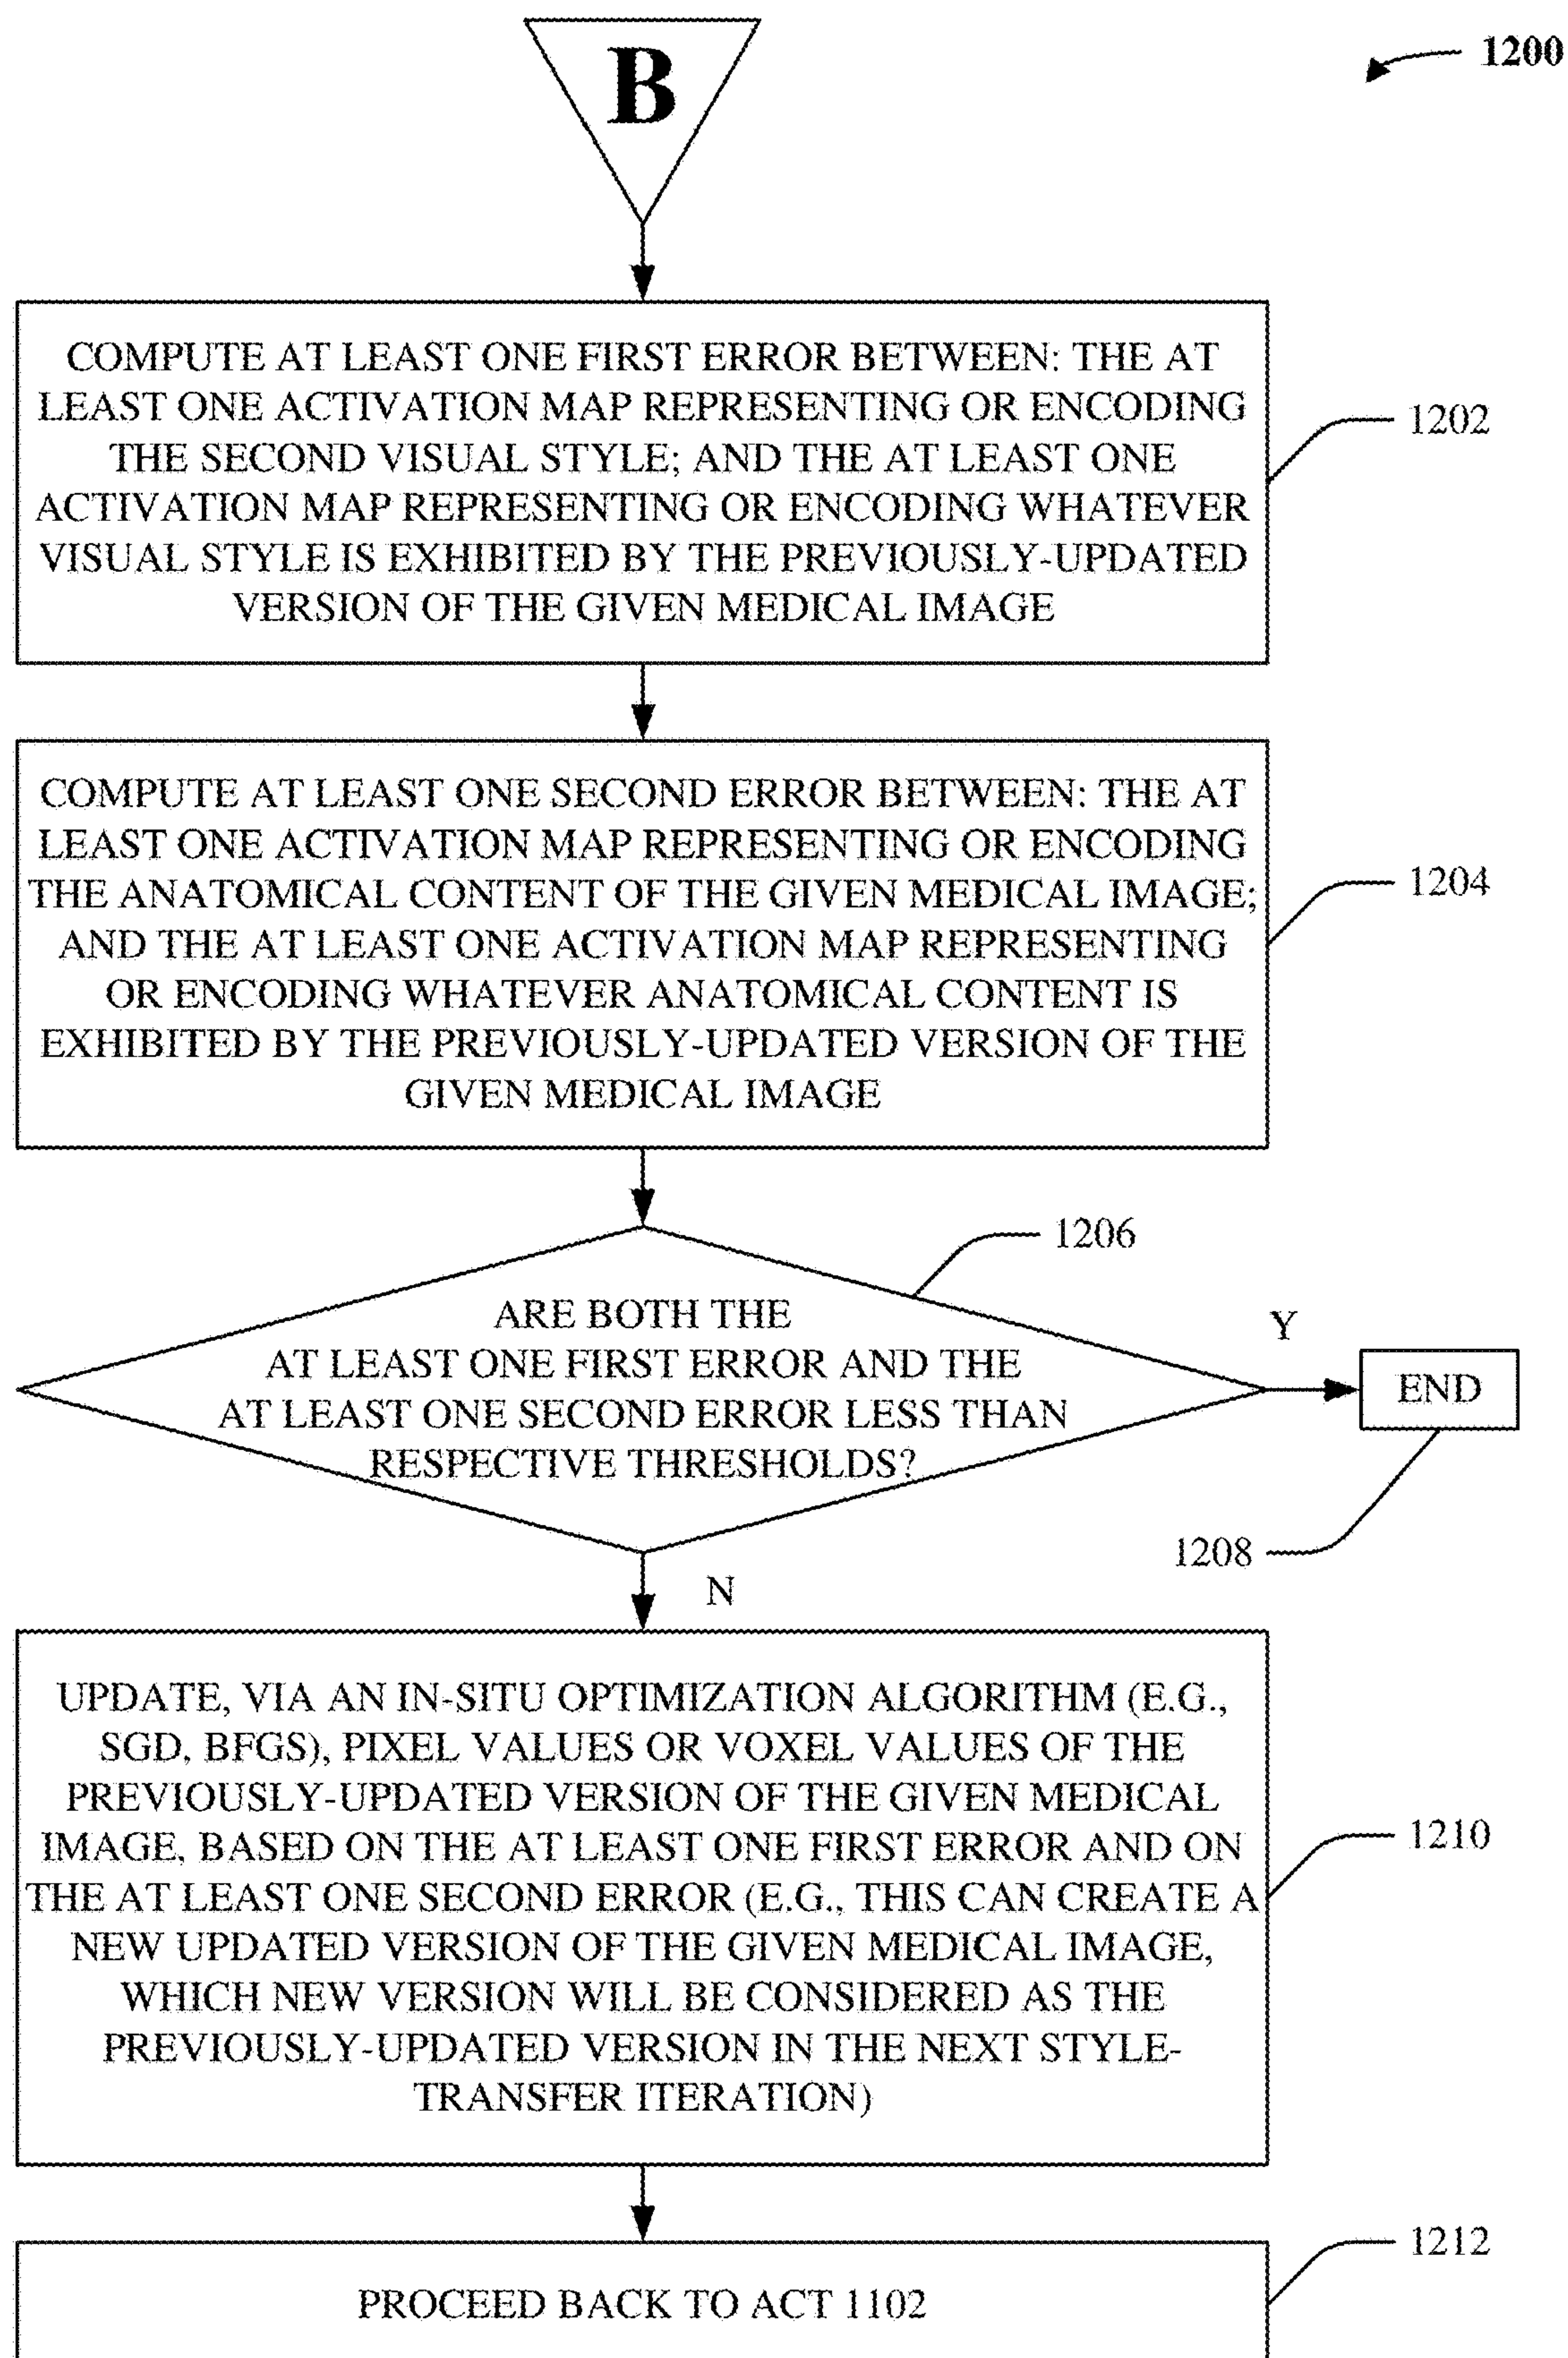 B
1200
COMPUTE AT LEAST ONE FIRST ERROR BETWEEN: THE AT
LEAST ONE ACTIVATION MAP REPRESENTING OR ENCODING
THE SECOND VISUAL STYLE; AND THE AT LEAST ONE
ACTIVATION MAP REPRESENTING OR ENCODING WHATEVER
VISUAL STYLE IS EXHIBITED BY THE PREVIOUSLY-UPDATED
VERSION OF THE GIVEN MEDICAL IMAGE
1202
COMPUTE AT LEAST ONE SECOND ERROR BETWEEN: THE AT
LEAST ONE ACTIVATION MAP REPRESENTING OR ENCODING
THE ANATOMICAL CONTENT OF THE GIVEN MEDICAL IMAGE;
AND THE AT LEAST ONE ACTIVATION MAP REPRESENTING
OR ENCODING WHATEVER ANATOMICAL CONTENT IS
EXHIBITED BY THE PREVIOUSLY-UPDATED VERSION OF THE
GIVEN MEDICAL IMAGE
1204
1206
ARE BOTH THE
AT LEAST ONE FIRST ERROR AND THE
AT LEAST ONE SECOND ERROR LESS THAN
RESPECTIVE THRESHOLDS?
Y
END
1208
N
UPDATE, VIA AN IN-SITU OPTIMIZATION ALGORITHM (E.G.,
SGD, BFGS), PIXEL VALUES OR VOXEL VALUES OF THE
PREVIOUSLY-UPDATED VERSION OF THE GIVEN MEDICAL
IMAGE, BASED ON THE AT LEAST ONE FIRST ERROR AND ON
THE AT LEAST ONE SECOND ERROR (E.G., THIS CAN CREATE A
NEW UPDATED VERSION OF THE GIVEN MEDICAL IMAGE,
WHICH NEW VERSION WILL BE CONSIDERED AS THE
PREVIOUSLY-UPDATED VERSION IN THE NEXT STYLE-
TRANSFER ITERATION)
1210
PROCEED BACK TO ACT 1102
1212